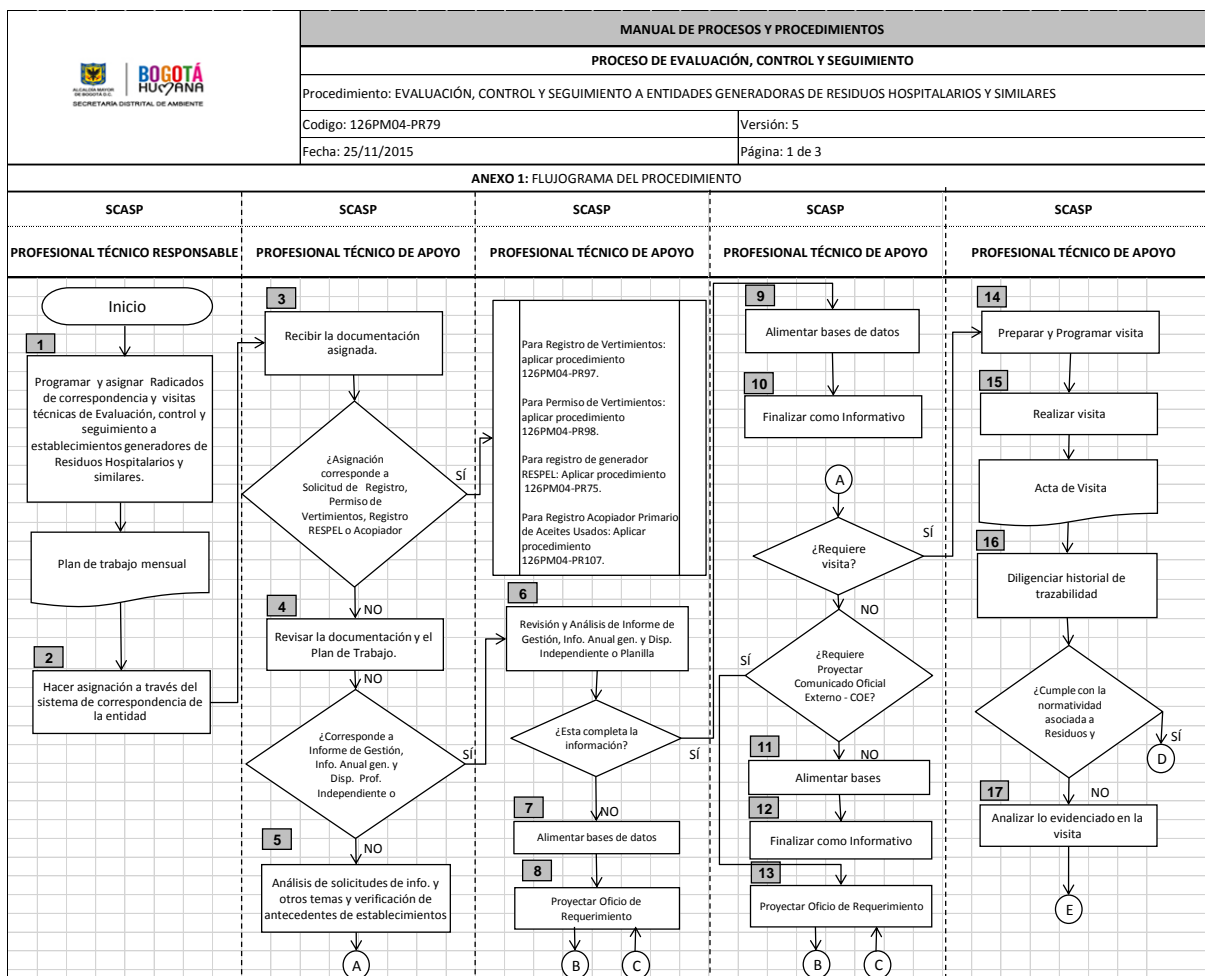 MANUAL DE PROCESOS Y PROCEDIMIENTOS
ALCALDÍA MAYOR
DE BOGOTÁ D.C.
BOGOTÁ
HUMANA
SECRETARÍA DISTRITAL DE AMBIENTE
PROCESO DE EVALUACIÓN, CONTROL Y SEGUIMIENTO
Procedimiento: EVALUACIÓN, CONTROL Y SEGUIMIENTO A ENTIDADES GENERADORAS DE RESIDUOS HOSPITALARIOS Y SIMILARES
Codigo: 126PM04-PR79
Versión: 5
Fecha: 25/11/2015
Página: 1 de 3
ANEXO 1: FLUJOGRAMA DEL PROCEDIMIENTO
SCASP
SCASP
SCASP
SCASP
SCASP
PROFESIONAL TÉCNICO RESPONSABLE
PROFESIONAL TÉCNICO DE APOYO
PROFESIONAL TÉCNICO DE APOYO
PROFESIONAL TÉCNICO DE APOYO
PROFESIONAL TÉCNICO DE APOYO
Inicio
1
Programar y asignar Radicados
de correspondencia y visitas
técnicas de Evaluación, control y
seguimiento a
establecimientos generadores de
Residuos Hospitalarios y
similares.
Plan de trabajo mensual
2
Hacer asignación a través del
sistema de correspondencia de
la entidad
3
Recibir la documentación
asignada.
¿Asignación
corresponde a
Solicitud de Registro,
Permiso de
Vertimientos, Registro
RESPEL o Acopiador
SÍ
NO
4
Revisar la documentación y el
Plan de Trabajo.
NO
¿Corresponde a
Informe de Gestión,
Info. Anual gen. y
Disp. Prof.
Independiente o
SÍ
NO
5
Análisis de solicitudes de info. y
otros temas y verificación de
antecedentes de establecimientos
A
Para Registro de Vertimientos:
aplicar procedimiento
126PM04-PR97.
Para Permiso de Vertimientos:
aplicar procedimiento
126PM04-PR98.
Para registro de generador
RESPEL: Aplicar procedimiento
126PM04-PR75.
Para Registro Acopiador Primario
de Aceites Usados: Aplicar
procedimiento
126PM04-PR107.
6
Revisión y Análisis de Informe de
Gestión, Info. Anual gen. y Disp.
Independiente o Planilla
¿Esta completa la
información?
SÍ
NO
7
Alimentar bases de datos
8
Proyectar Oficio de
Requerimiento
B
C
9
Alimentar bases de datos
10
Finalizar como Informativo
A
¿Requiere
visita?
SÍ
NO
¿Requiere
Proyectar
Comunicado Oficial
Externo - COE?
SÍ
NO
11
Alimentar bases
12
Finalizar como Informativo
13
Proyectar Oficio de Requerimiento
B
C
14
Preparar y Programar visita
15
Realizar visita
Acta de Visita
16
Diligenciar historial de
trazabilidad
¿Cumple con la
normatividad
asociada a
Residuos y
SÍ
D
NO
17
Analizar lo evidenciado en la
visita
E